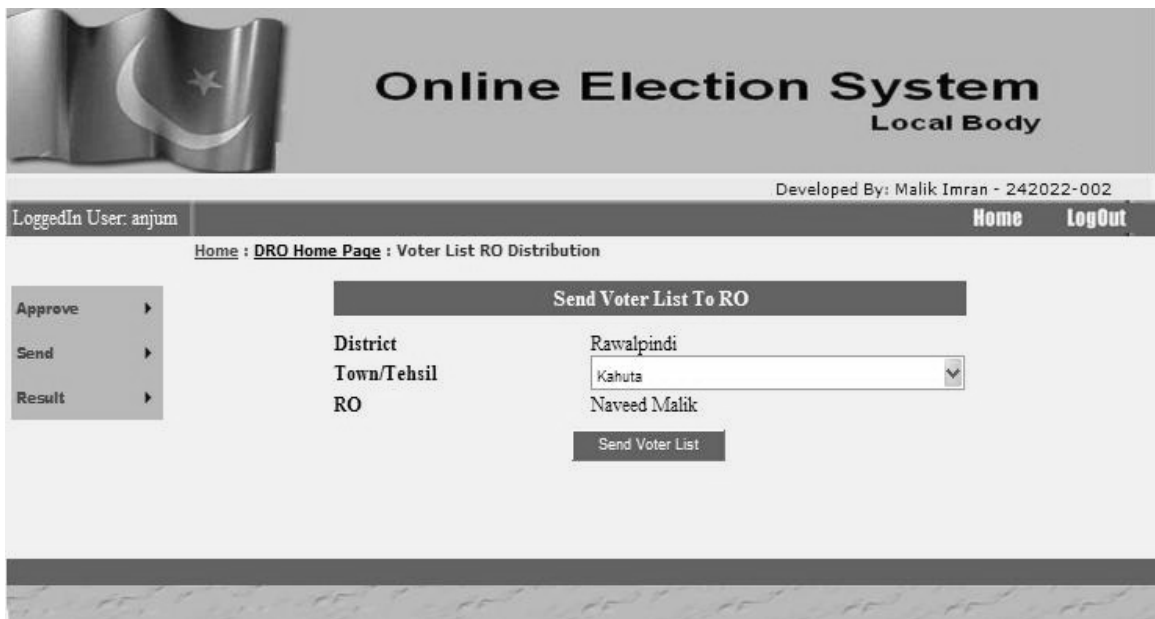 Online Election System
Local Body
Developed By: Malik Imran - 242022-002
LoggedIn User: anjum
Home LogOut
Home : DRO Home Page : Voter List RO Distribution
Approve
Send
Result
Send Voter List To RO
District Rawalpindi
Town/Tehsil Kahuta
RO Naveed Malik
Send Voter List